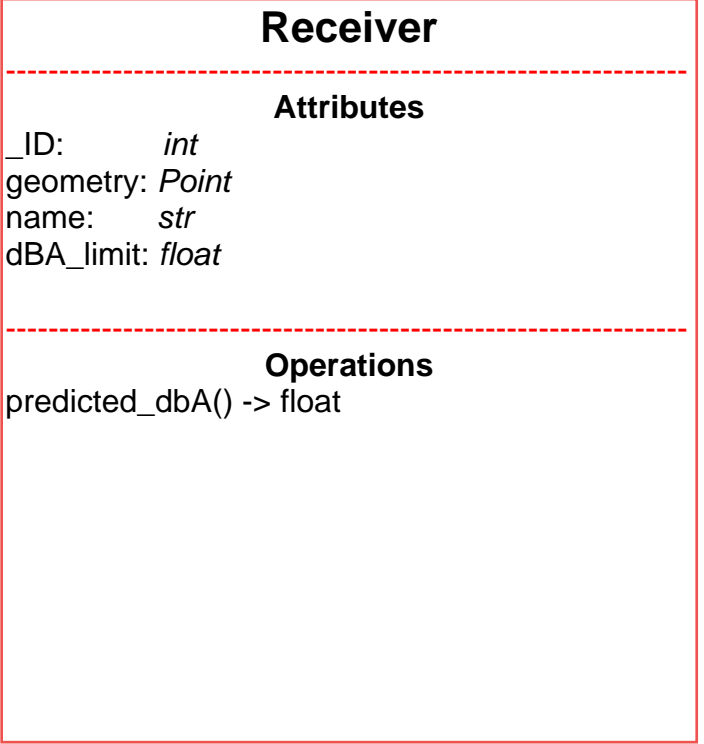 Receiver
Attributes
_ID: int
geometry: Point
name: str
dBA_limit: float
Operations
predicted_dbA() -> float